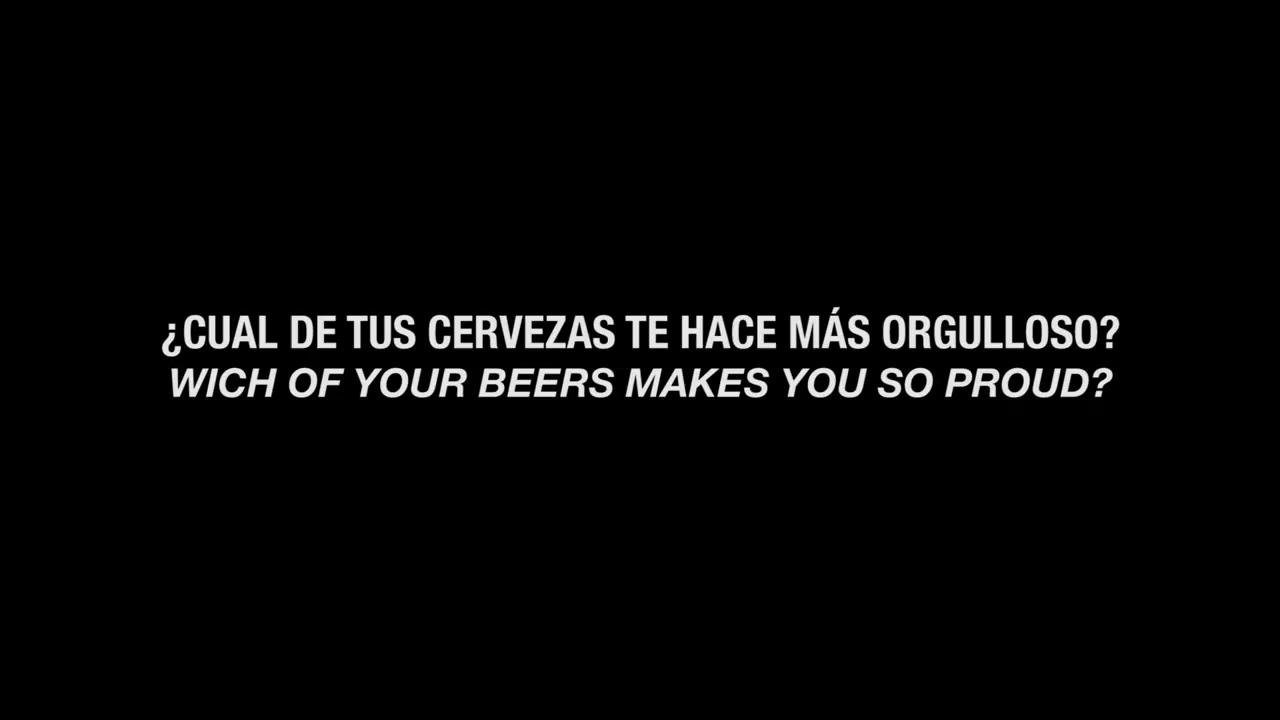 ¿CUAL DE TUS CERVEZAS TE HACE MÁS ORGULLOSO?
WICH OF YOUR BEERS MAKES YOU SO PROUD?